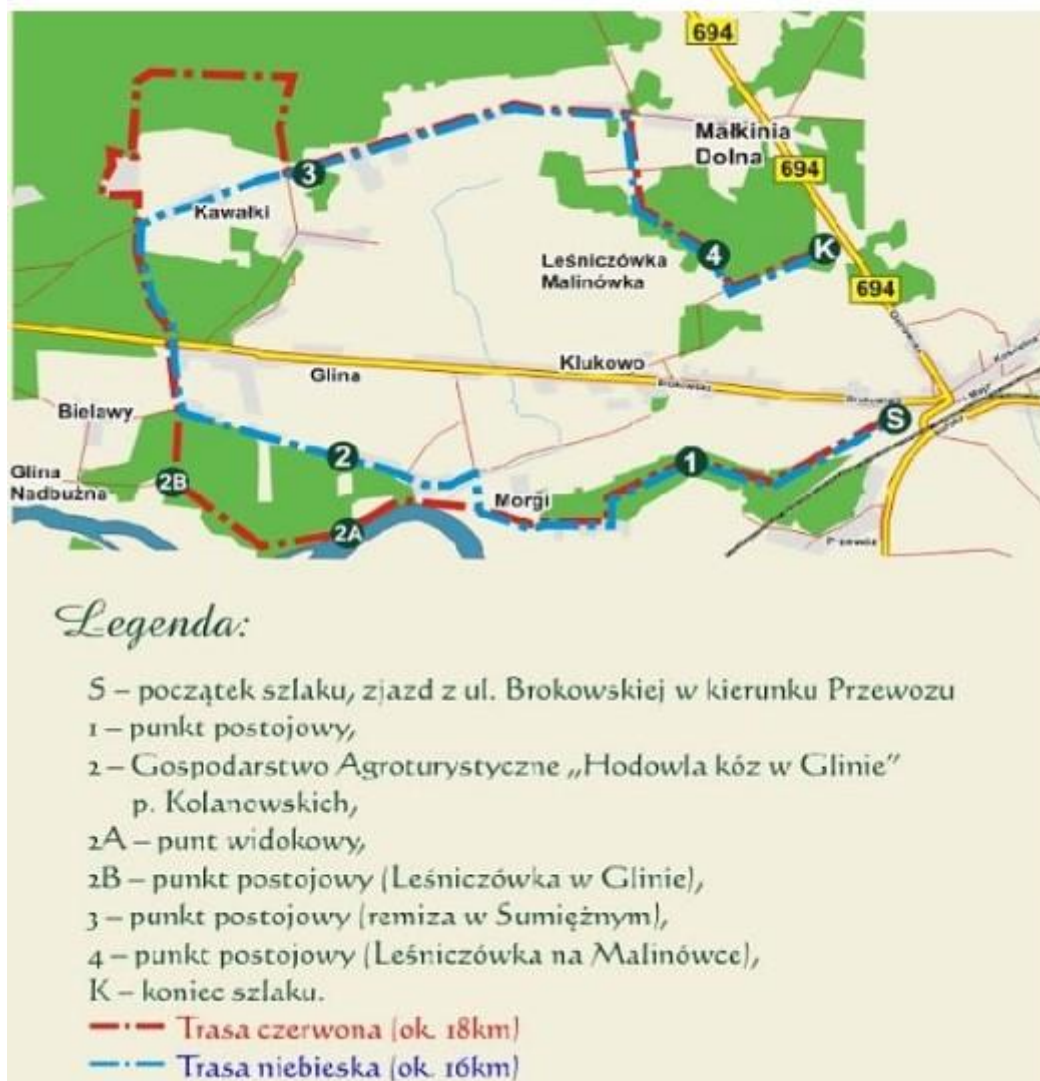 694
Małkinia
Dolna
694
3
Kawałki
4
K
Leśniczówka
Malinówka
694
Klukowo
Brokowska
Brokowska
Glina
S
Bielawy
2
1
Glina
Nadbużna
2B
Morgi
2A
Przewóz
Legenda:
S – początek szlaku, zjazd z ul. Brokowskiej w kierunku Przewozu
1 – punkt postojowy,
2 – Gospodarstwo Agroturystyczne „Hodowla kóz w Glinie”
p. Kolanowskich,
2A – punt widokowy,
2B – punkt postojowy (Leśniczówka w Glinie),
3 – punkt postojowy (remiza w Sumiężnym),
4 – punkt postojowy (Leśniczówka na Malinówce),
K – koniec szlaku.
Trasa czerwona (ok. 18km)
Trasa niebieska (ok. 16km)